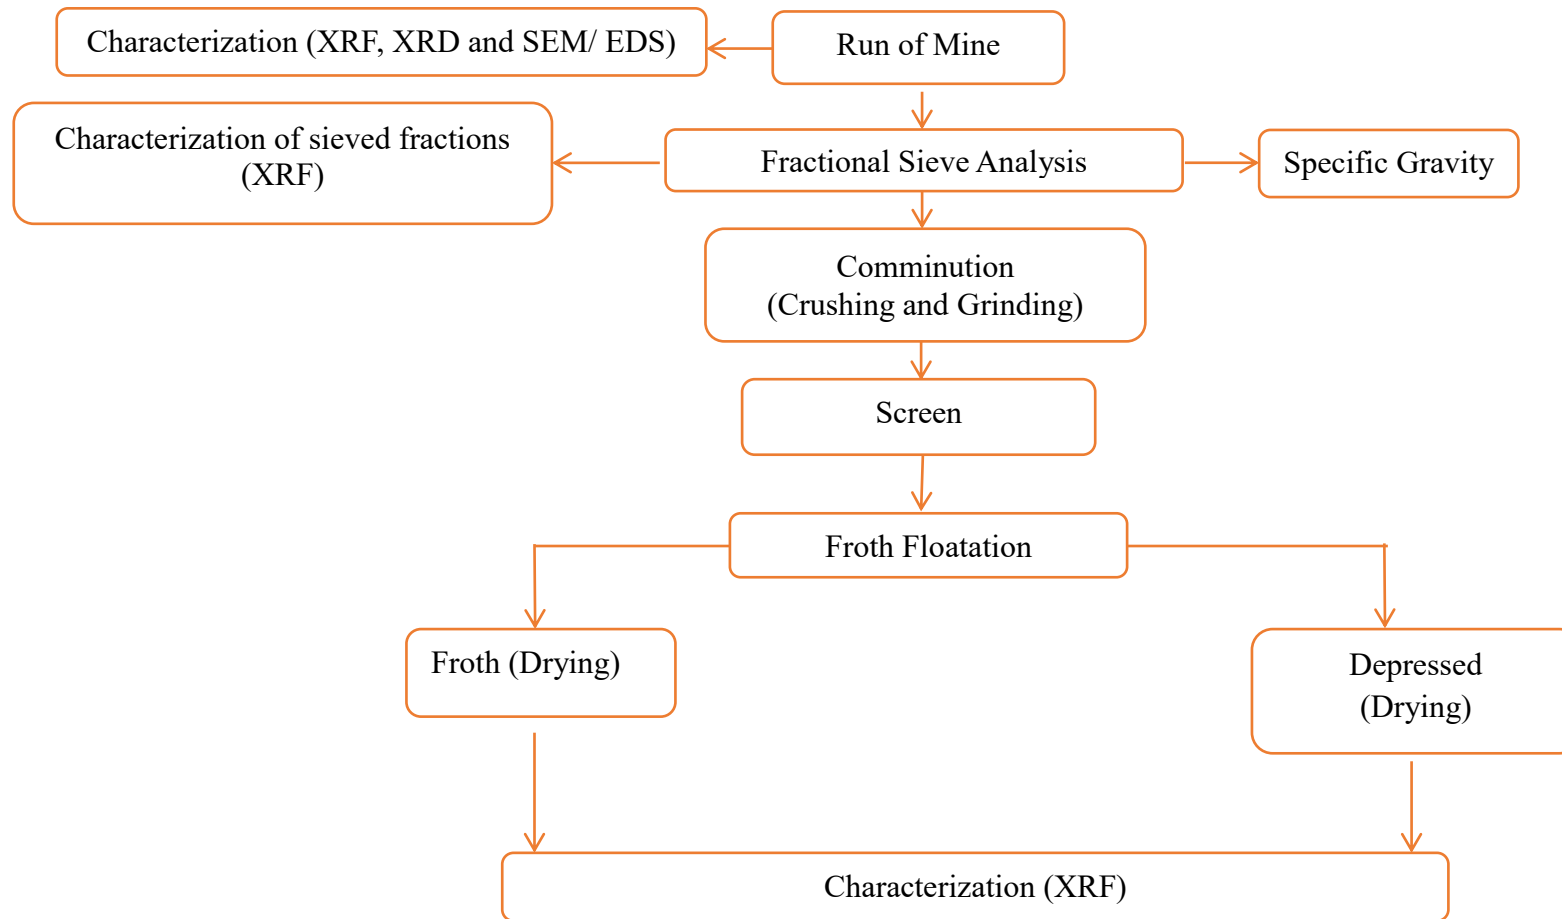 Characterization (XRF, XRD and SEM/ EDS)
Run of Mine
Characterization of sieved fractions
(XRF)
Fractional Sieve Analysis
Specific Gravity
Comminution
(Crushing and Grinding)
Screen
Froth Floatation
Froth (Drying)
Depressed
(Drying)
Characterization (XRF)